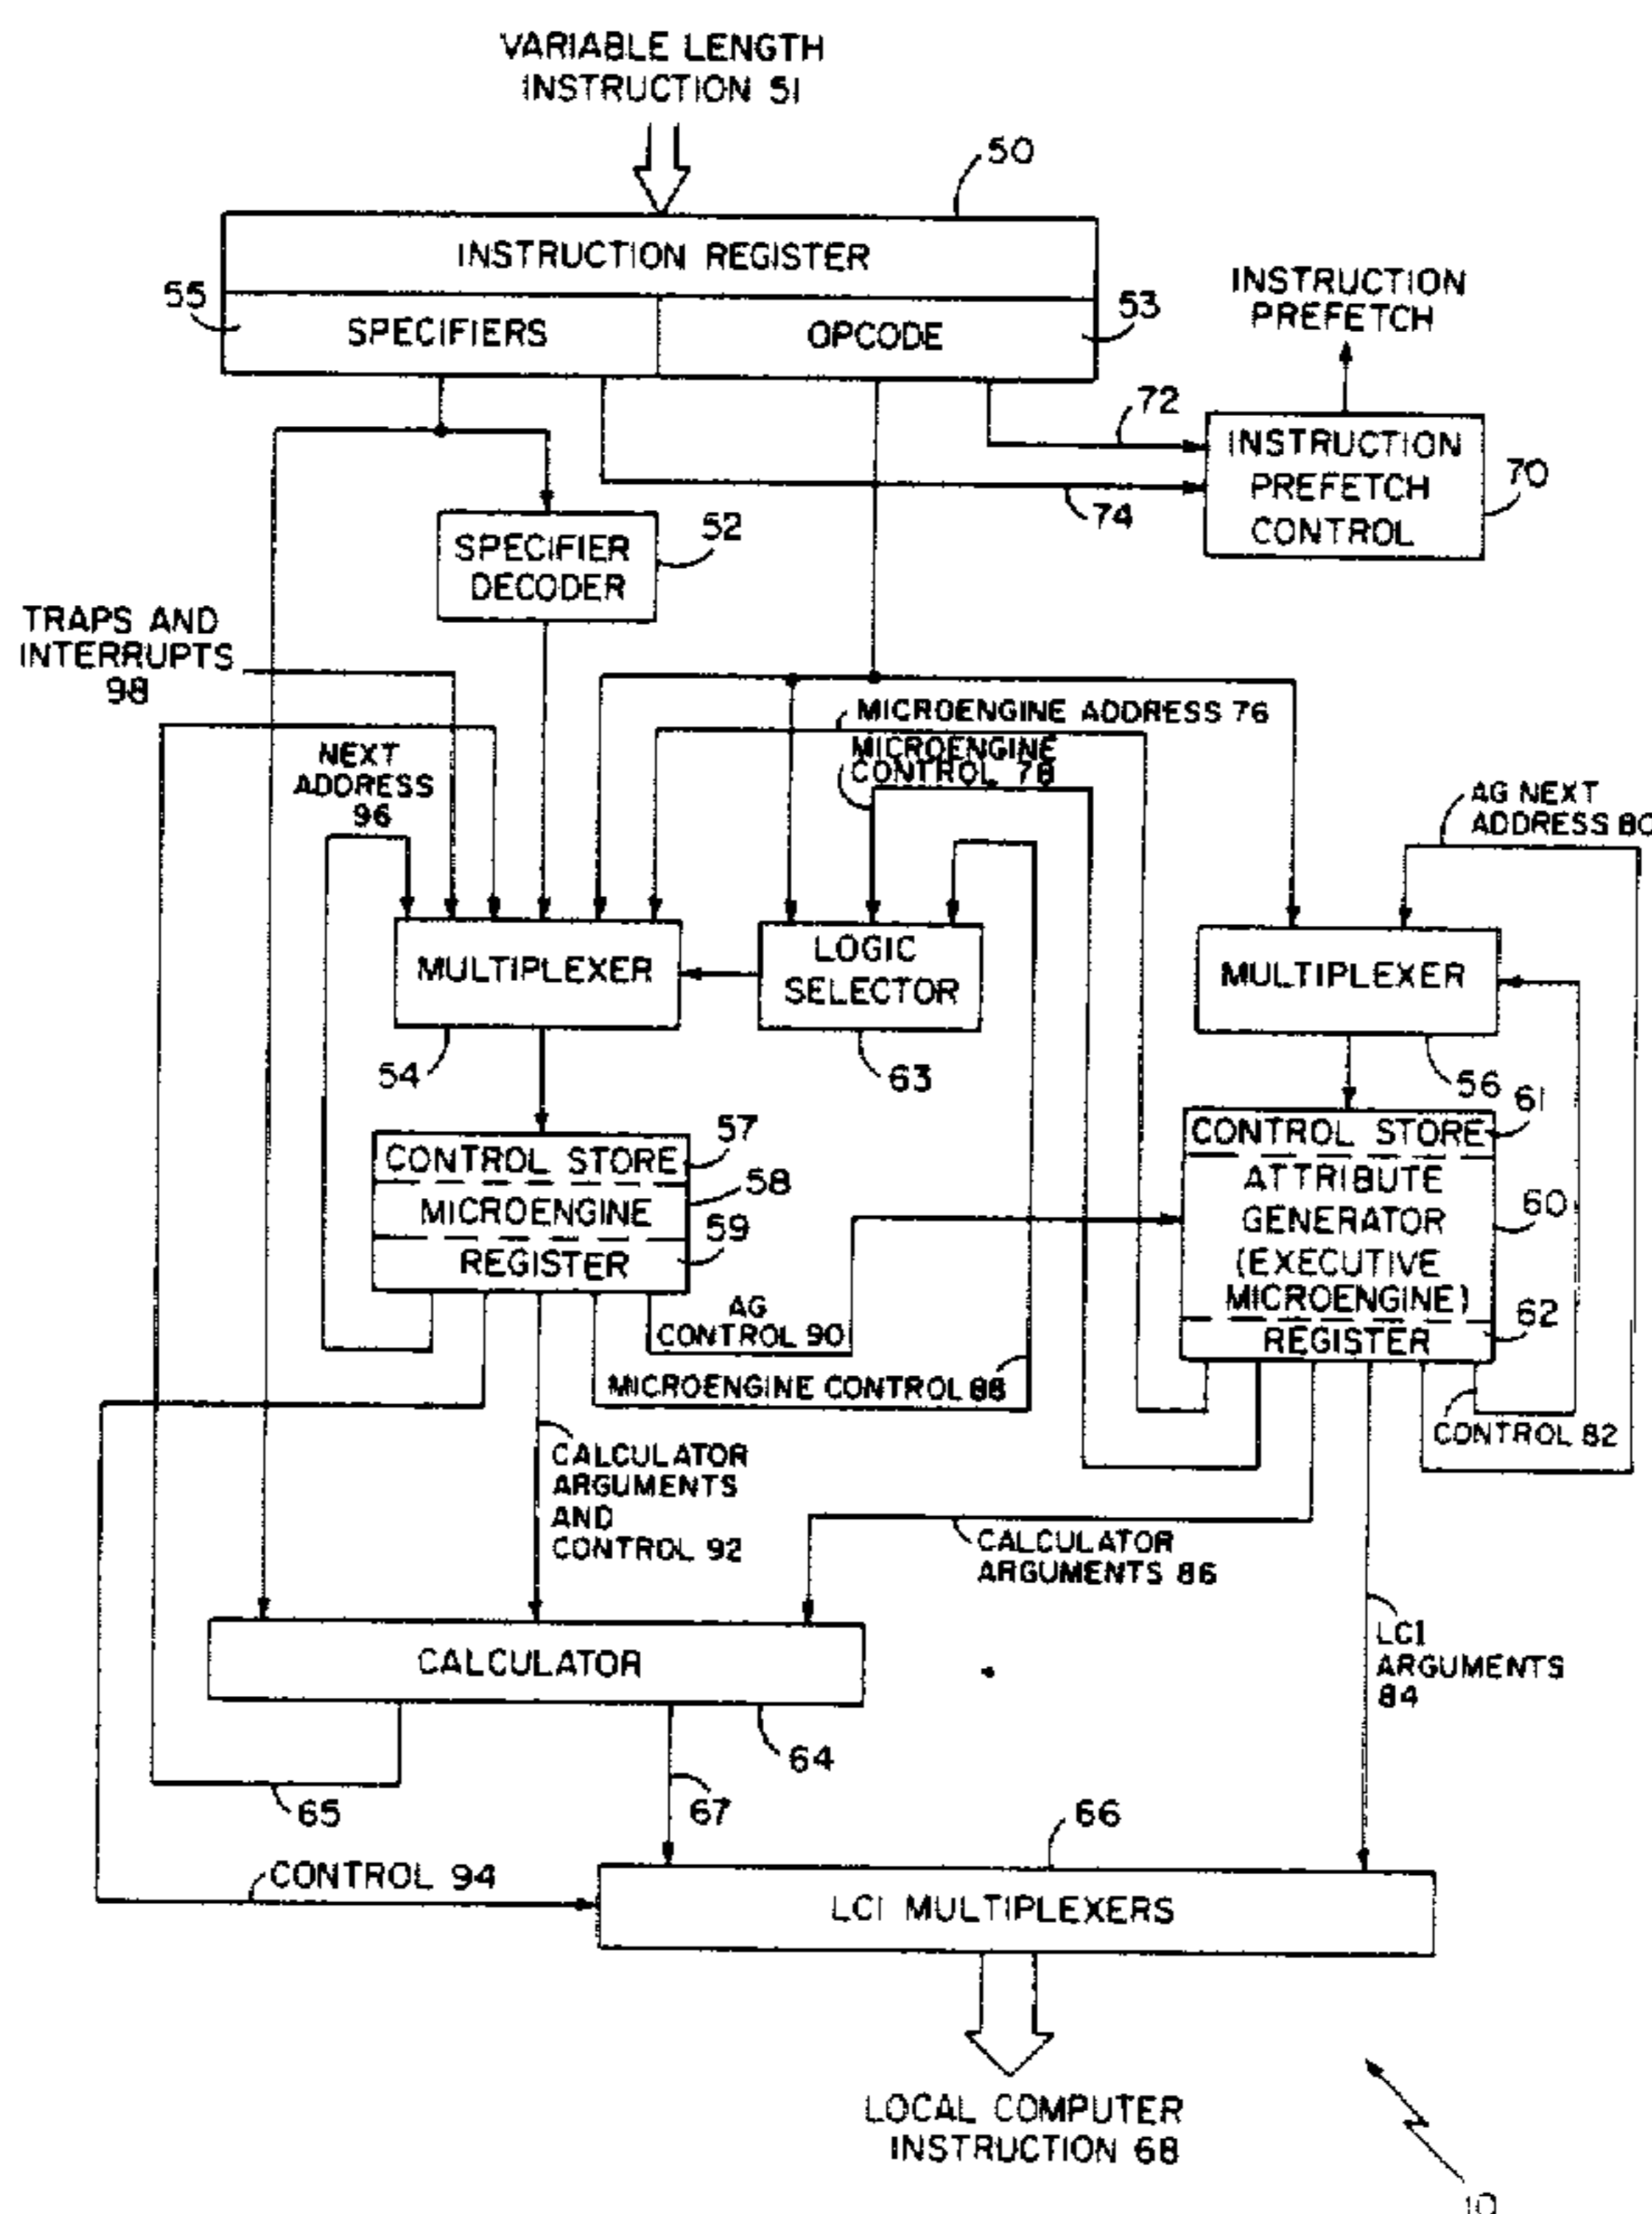 VARIABLE LENGTH
INSTRUCTION 51
50
INSTRUCTION REGISTER
55
SPECIFIERS
OPCODE
53
INSTRUCTION
PREFETCH
72
INSTRUCTION
PREFETCH
CONTROL
70
74
SPECIFIER
DECODER
52
TRAPS AND
INTERRUPTS
98
MICROENGINE ADDRESS 76
MICROENGINE
CONTROL 78
NEXT
ADDRESS
96
AG NEXT
ADDRESS 80
MULTIPLEXER
54
LOGIC
SELECTOR
63
MULTIPLEXER
56
CONTROL STORE
57
MICROENGINE
58
REGISTER
59
CONTROL STORE
61
ATTRIBUTE
GENERATOR
(EXECUTIVE
MICROENGINE)
60
REGISTER
62
AG
CONTROL 90
MICROENGINE CONTROL 88
CONTROL 82
CALCULATOR
ARGUMENTS
AND
CONTROL 92
CALCULATOR
ARGUMENTS 86
LCI
ARGUMENTS
84
CALCULATOR
64
65
67
66
CONTROL 94
LCI MULTIPLEXERS
LOCAL COMPUTER
INSTRUCTION 68
10